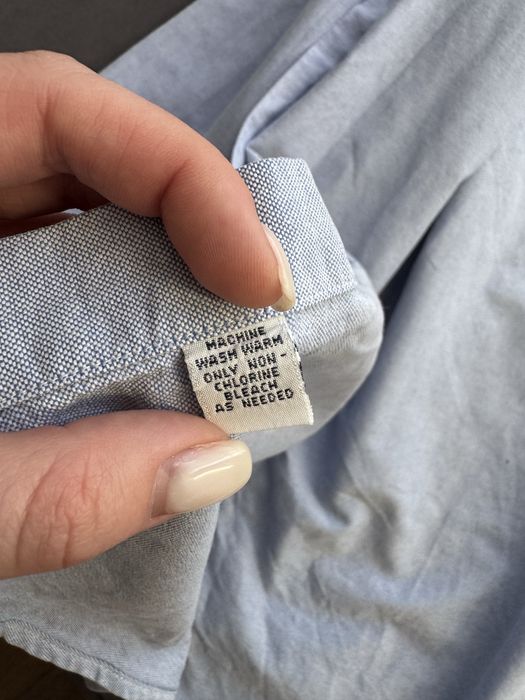 MACHINE
WASH WARM
ONLY NON-
CHLORINE
BLEACH
AS NEEDED